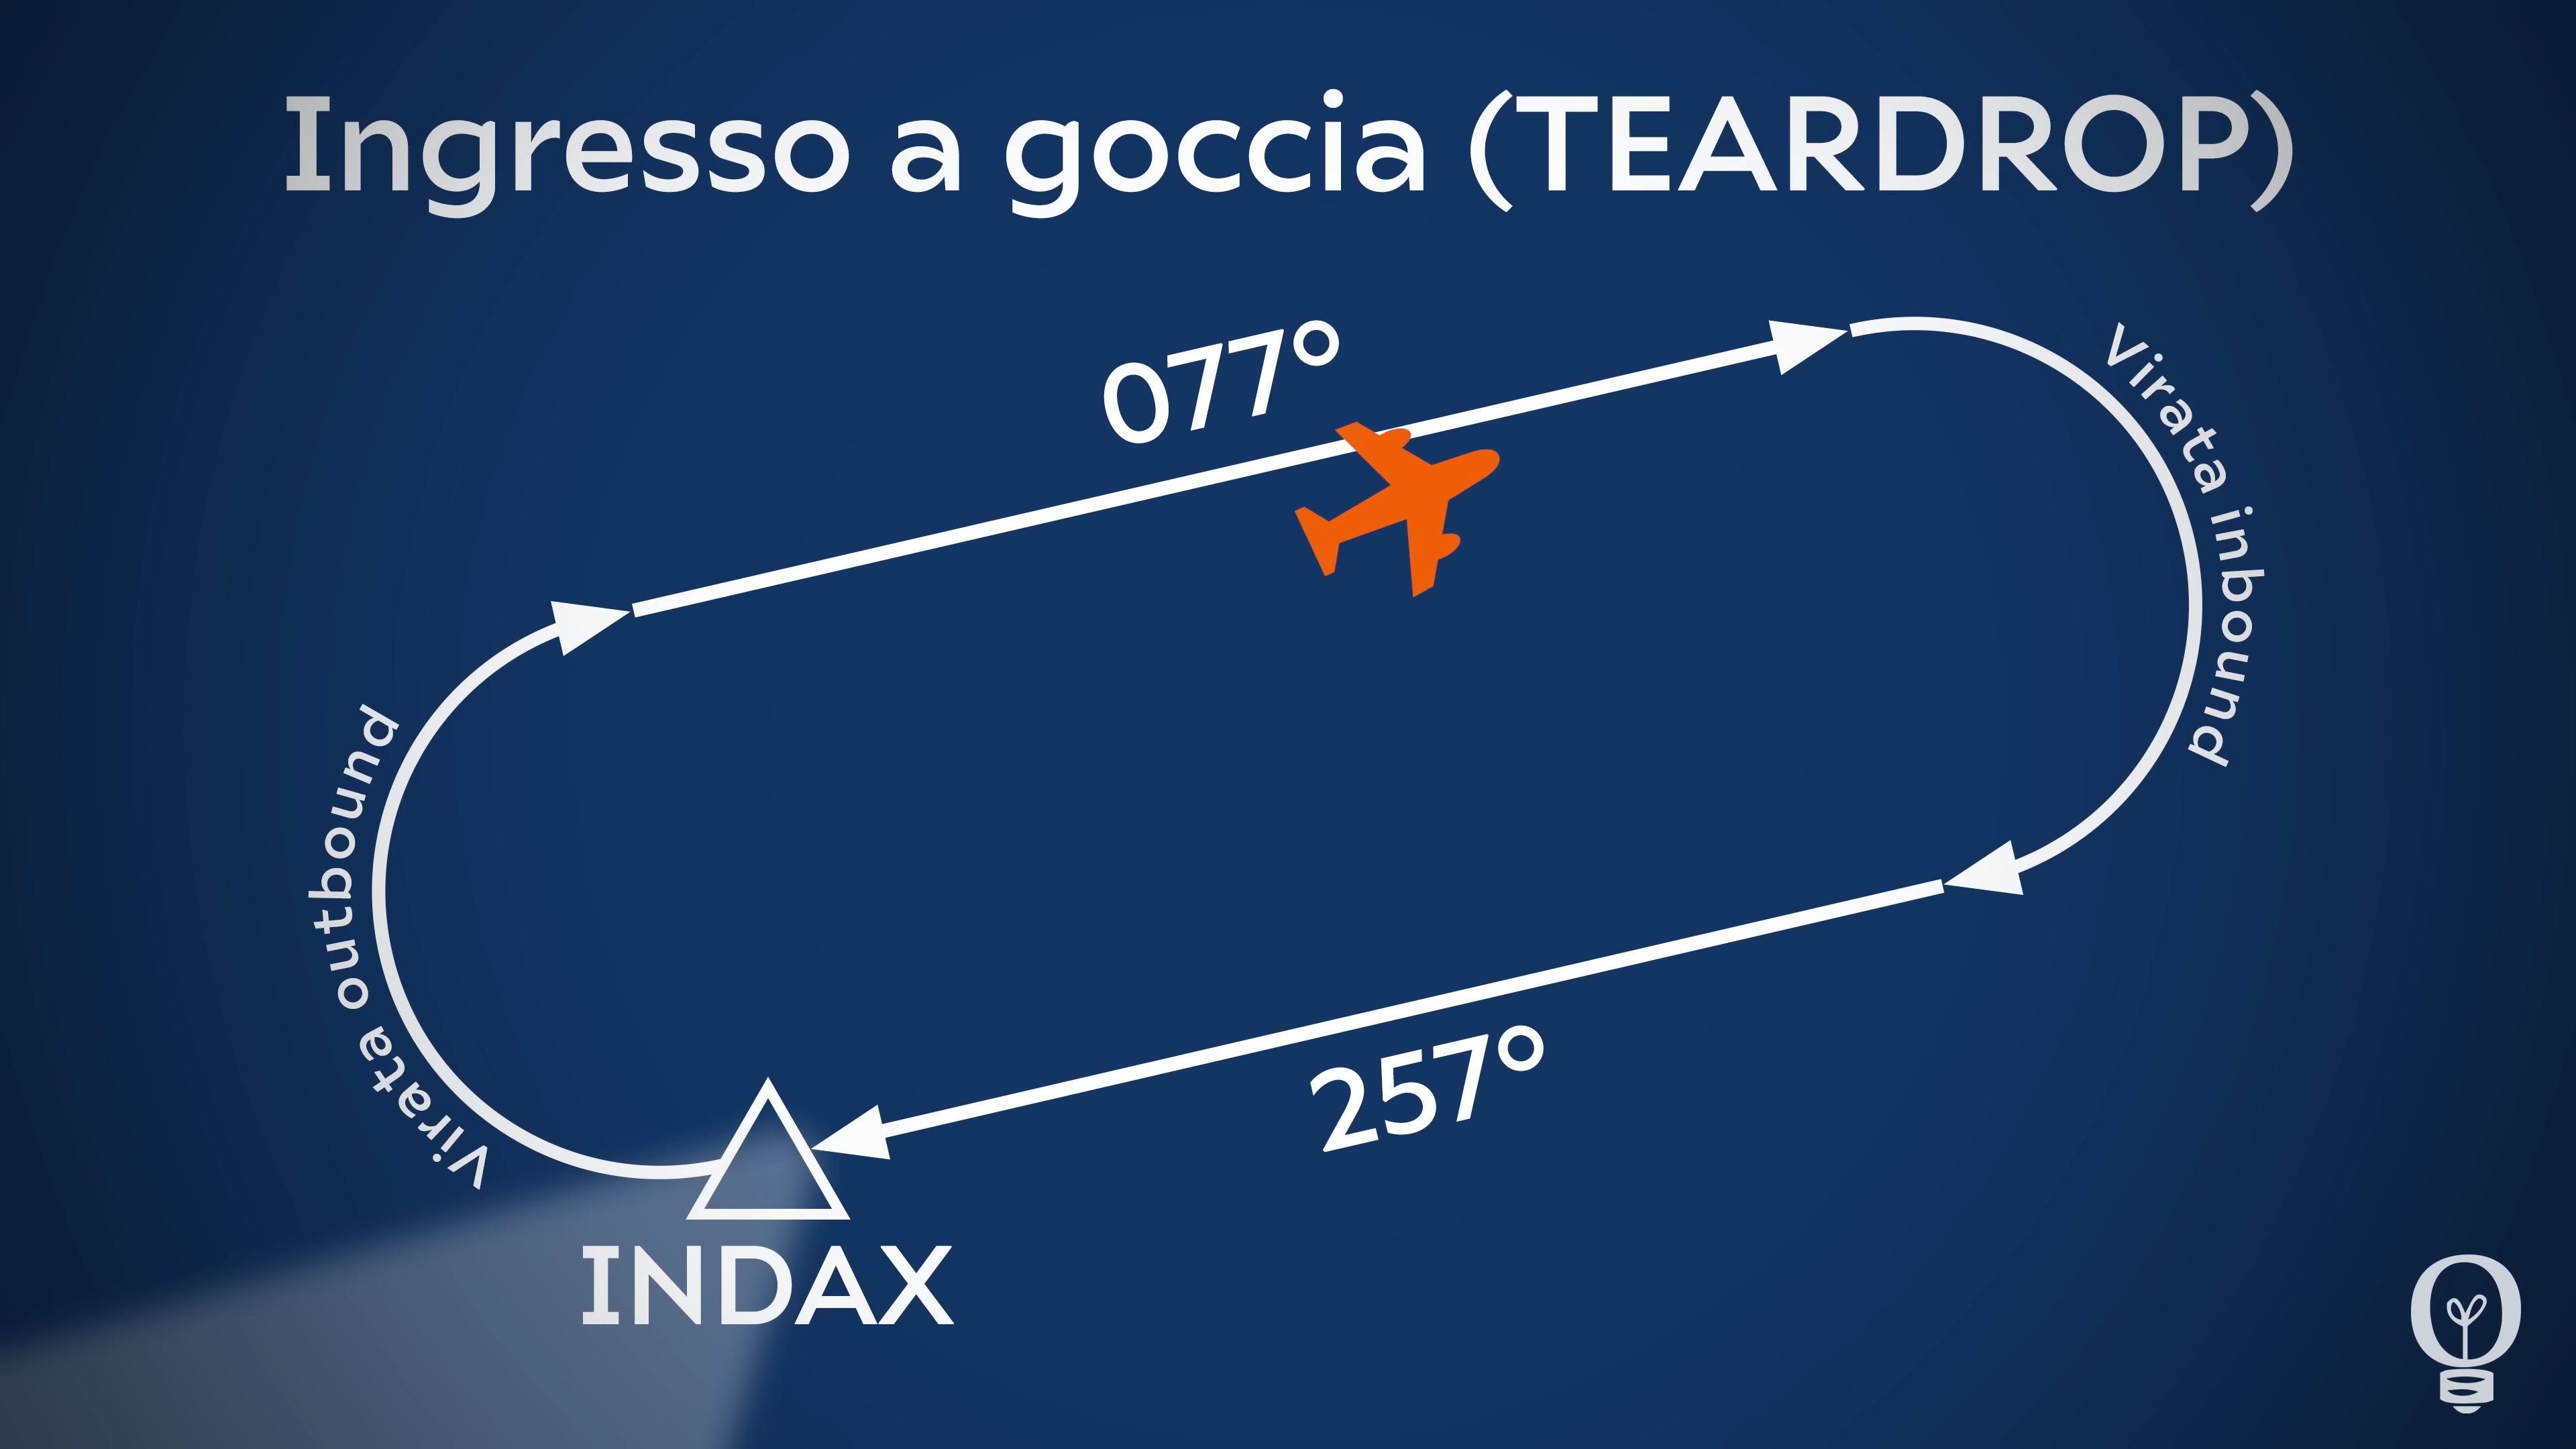 Ingresso a goccia (TEARDROP)
077°
Virata inbound
Virata outbound
257°
INDAX